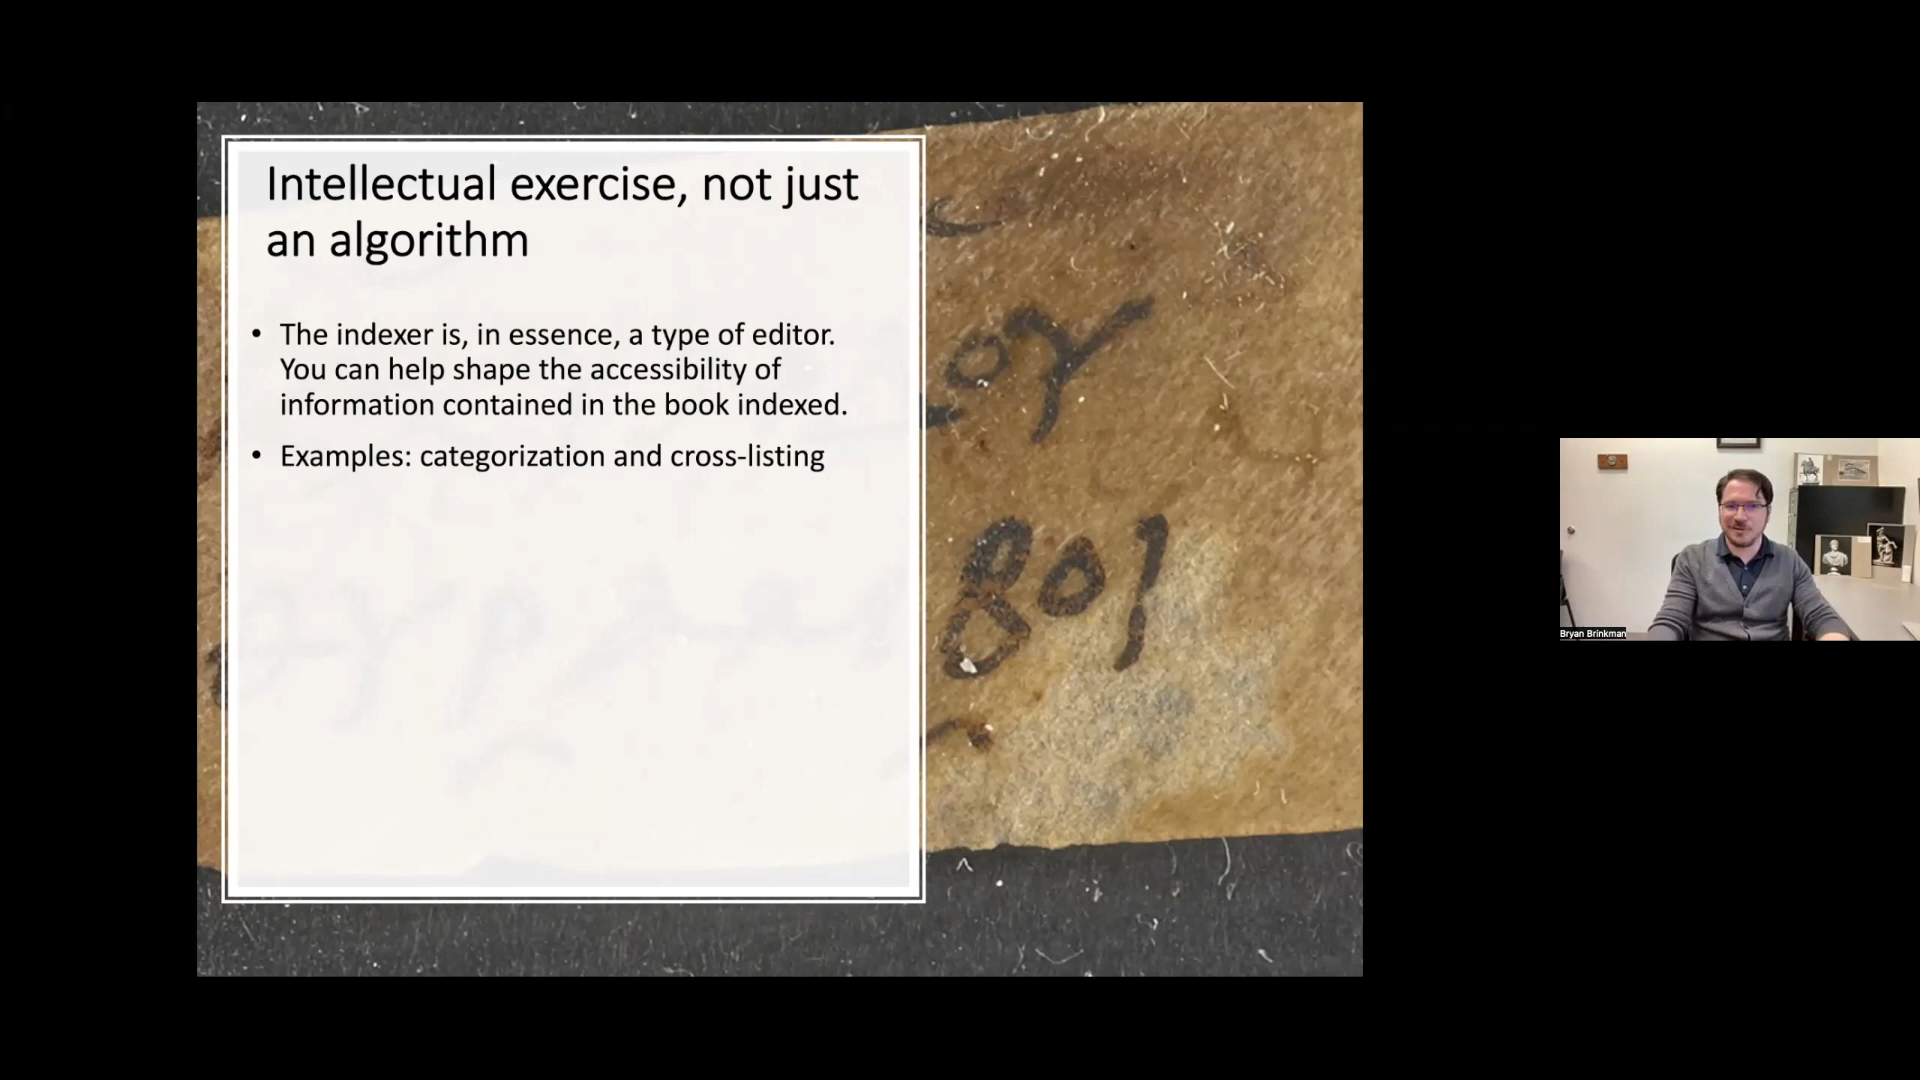 Intellectual exercise, not just
an algorithm
• The indexer is, in essence, a type of editor.
You can help shape the accessibility of
information contained in the book indexed.
• Examples: categorization and cross-listing
801
Bryan Brinkman